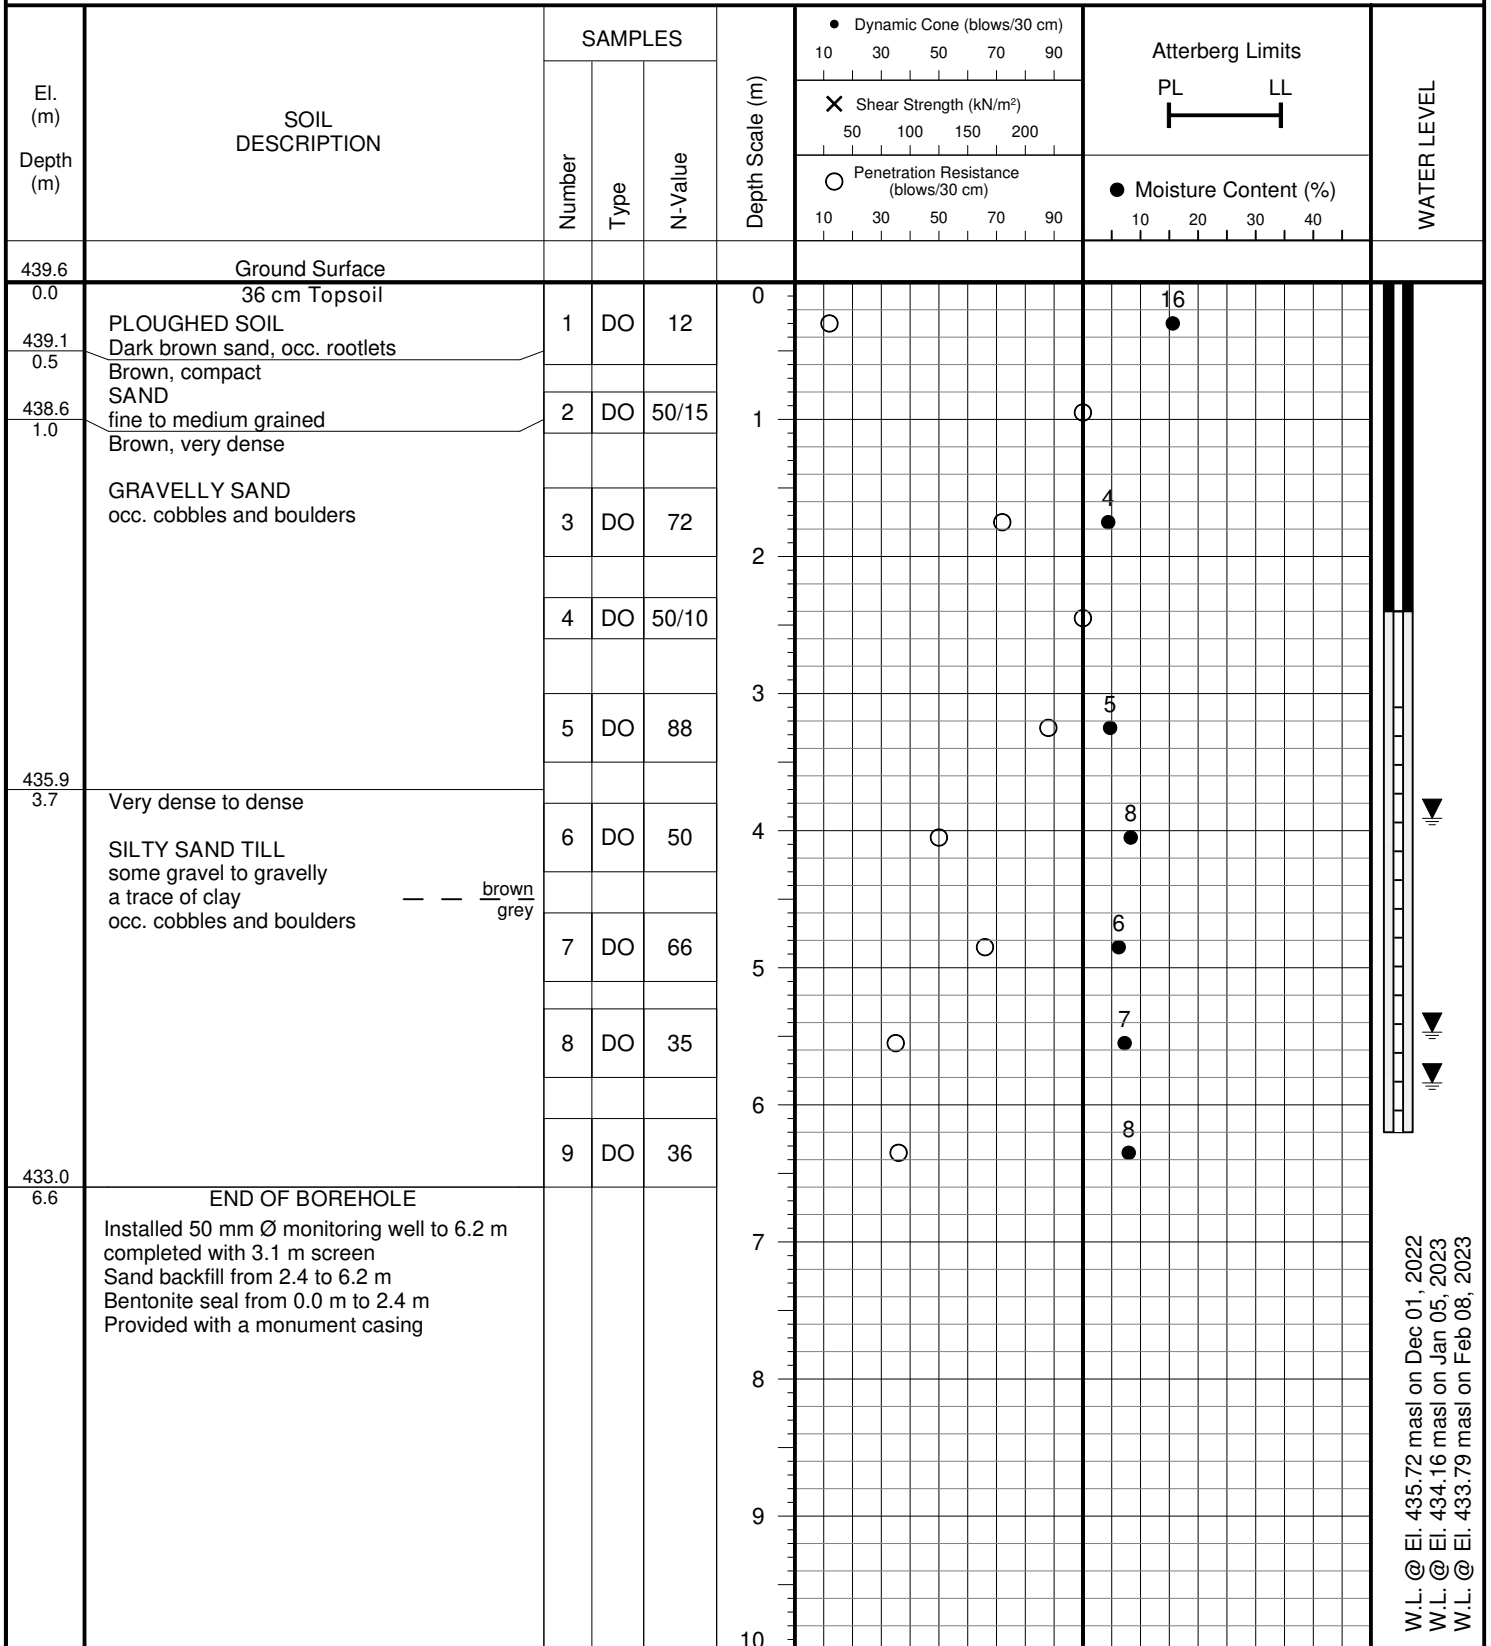 El.
(m)
Depth
(m)
SOIL
DESCRIPTION
SAMPLES
Number
Type
N-Value
Depth Scale (m)
Dynamic Cone (blows/30 cm)
10 30 50 70 90
Shear Strength (kN/m²)
50 100 150 200
Penetration Resistance
(blows/30 cm)
10 30 50 70 90
Atterberg Limits
PL LL
Moisture Content (%)
10 20 30 40
WATER LEVEL
439.6 Ground Surface
0.0 36 cm Topsoil 0
PLOUGHED SOIL 1 DO 12 16
439.1 Dark brown sand, occ. rootlets
0.5 Brown, compact
SAND
438.6 fine to medium grained 2 DO 50/15 1
1.0 Brown, very dense
GRAVELLY SAND 4
occ. cobbles and boulders 3 DO 72
2
4 DO 50/10
3
5
5 DO 88
435.9
3.7 Very dense to dense
8
6 DO 50 4
SILTY SAND TILL
some gravel to gravelly
a trace of clay brown
occ. cobbles and boulders grey
6
7 DO 66
5
7
8 DO 35
6
8
9 DO 36
433.0
6.6 END OF BOREHOLE
Installed 50 mm Ø monitoring well to 6.2 m
completed with 3.1 m screen
Sand backfill from 2.4 to 6.2 m
Bentonite seal from 0.0 m to 2.4 m
Provided with a monument casing
7
8
9
10
W.L. @ El. 435.72 masl on Dec 01, 2022
W.L. @ El. 434.16 masl on Jan 05, 2023
W.L. @ El. 433.79 masl on Feb 08, 2023